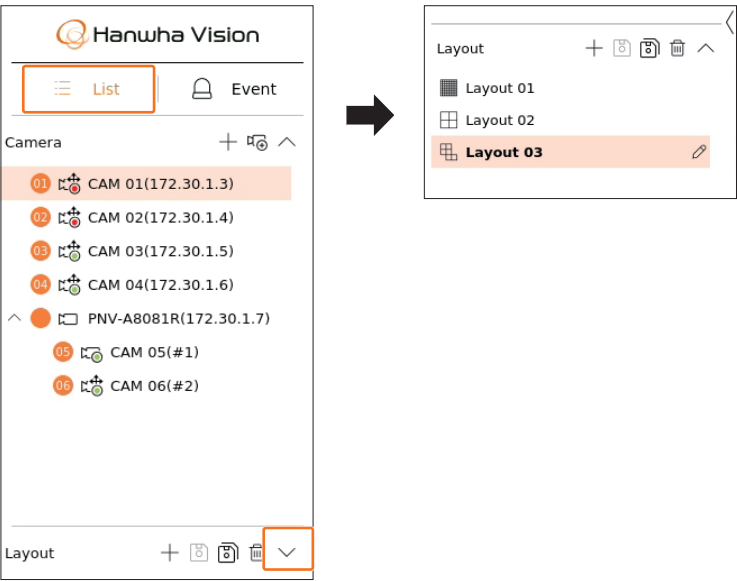 Hanwha Vision
List
Event
Camera
01 CAM 01(172.30.1.3)
02 CAM 02(172.30.1.4)
03 CAM 03(172.30.1.5)
04 CAM 04(172.30.1.6)
PNV-A8081R(172.30.1.7)
05 CAM 05(#1)
06 CAM 06(#2)
Layout
Layout
Layout 01
Layout 02
Layout 03